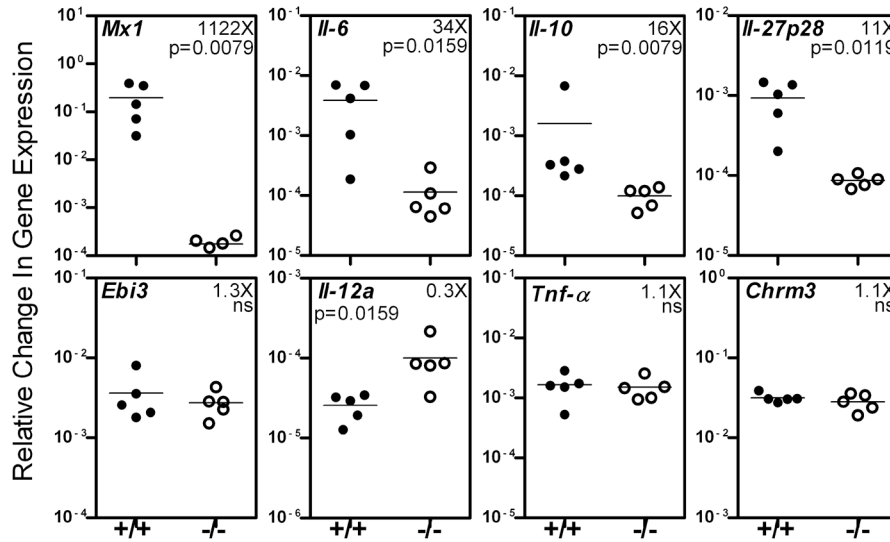 Relative Change In Gene Expression
Mx1 1122X
p=0.0079
10¹
10⁰
10⁻¹
10⁻²
10⁻³
10⁻⁴
Il-6 34X
p=0.0159
10⁻¹
10⁻²
10⁻³
10⁻⁴
10⁻⁵
Il-10 16X
p=0.0079
10⁻¹
10⁻²
10⁻³
10⁻⁴
10⁻⁵
Il-27p28 11X
p=0.0119
10⁻²
10⁻³
10⁻⁴
10⁻⁵
Ebi3 1.3X
ns
10⁻¹
10⁻²
10⁻³
10⁻⁴
Il-12a 0.3X
p=0.0159
10⁻³
10⁻⁴
10⁻⁵
10⁻⁶
Tnf-α 1.1X
ns
10⁻¹
10⁻²
10⁻³
10⁻⁴
10⁻⁵
Chrm3 1.1X
ns
10⁰
10⁻¹
10⁻²
10⁻³
+/+ -/- +/+ -/- +/+ -/- +/+ -/-